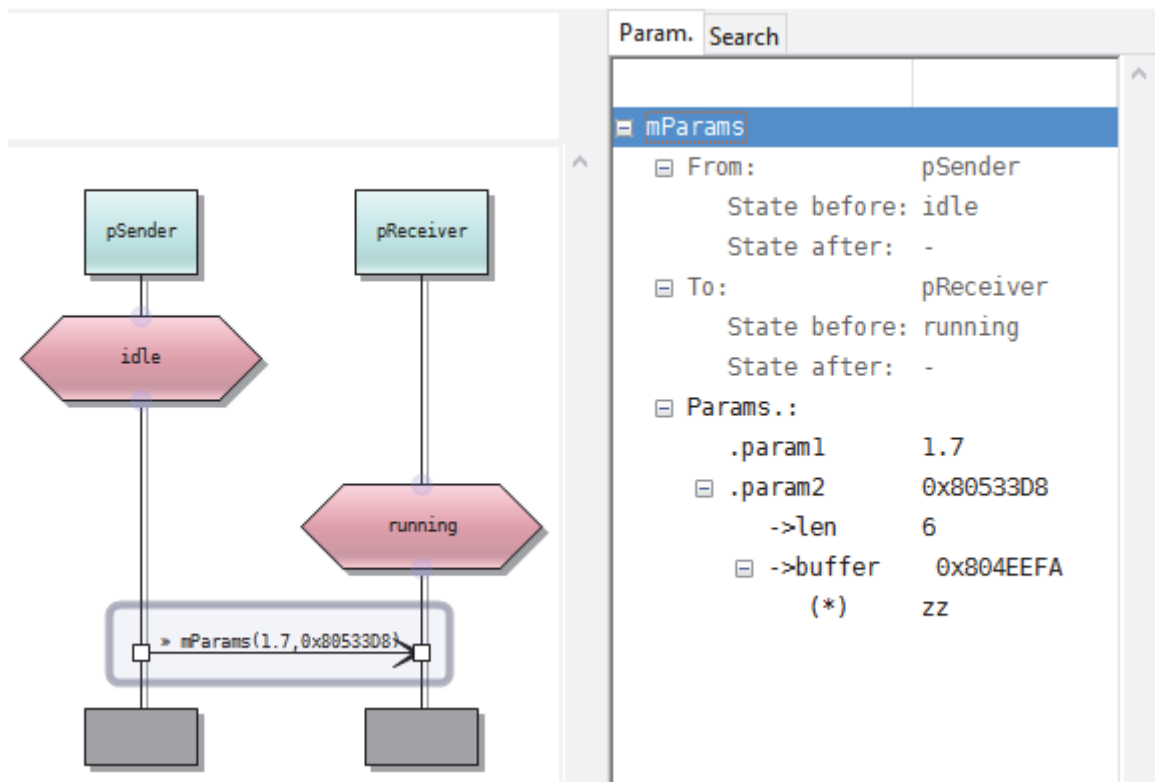 pSender
pReceiver
idle
running
» mParams(1.7,0x80533D8)
Param. Search
mParams
From: pSender
State before: idle
State after: -
To: pReceiver
State before: running
State after: -
Params.:
.param1 1.7
.param2 0x80533D8
->len 6
->buffer 0x804EEFA
(*) zz